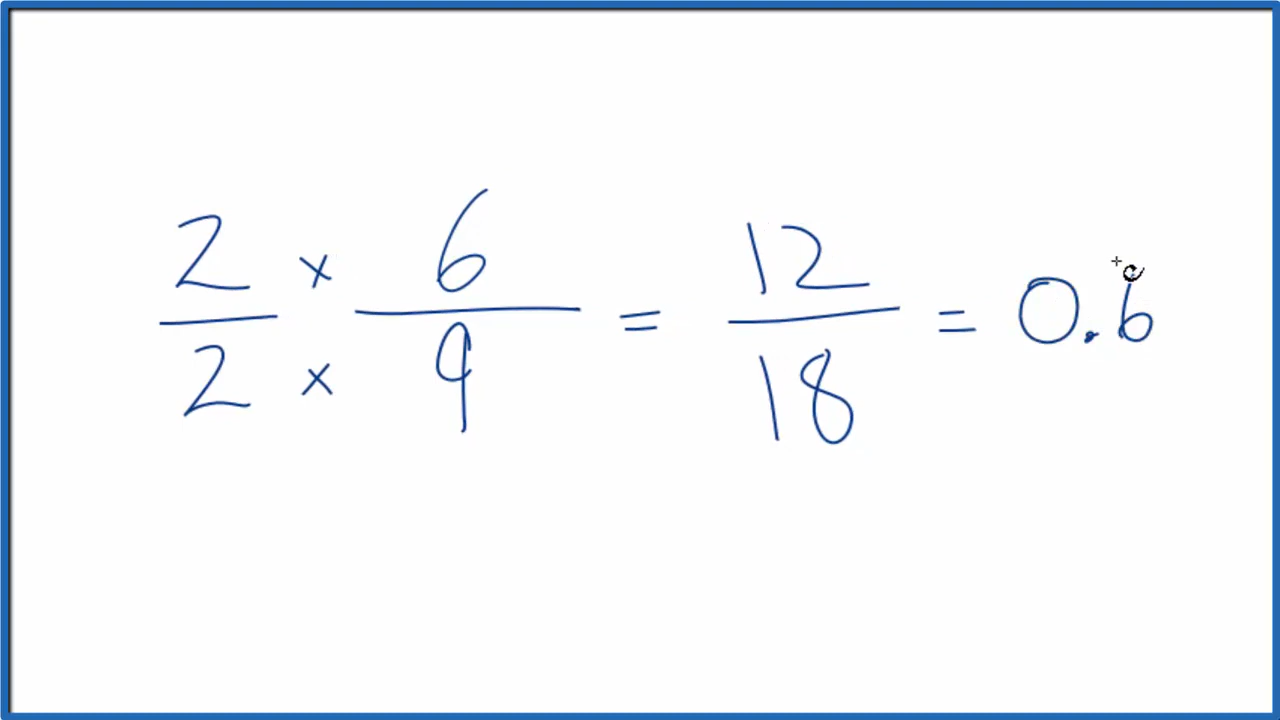 2/2 × 6/9 = 12/18 = 0.6